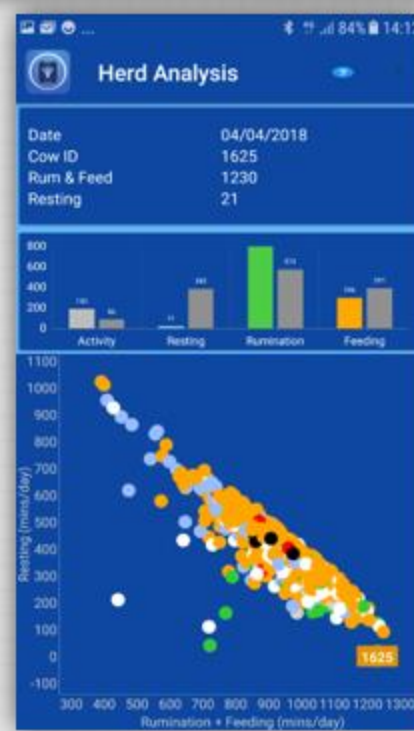 84% 14:1
Herd Analysis
Date 04/04/2018
Cow ID 1625
Rum & Feed 1230
Resting 21
800
600
400
200
0
Activity Resting Rumination Feeding
1100
1000
900
800
700
600
500
400
300
200
100
0
-100
Resting (mins/day)
1625
300 400 500 600 700 800 900 1000 1100 1200 1300
Rumination + Feeding (mins/day)